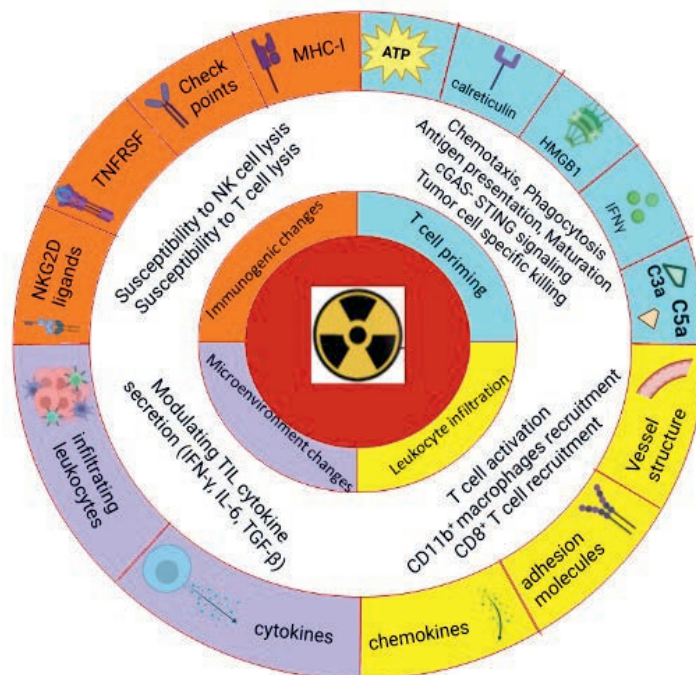 MHC-I
Check
points
TNFRSF
NKG2D
ligands
ATP
calreticulin
HMGB1
IFNγ
C3a
C5a
Susceptibility to NK cell lysis
Susceptibility to T cell lysis
Chemotaxis, Phagocytosis
Antigen presentation, Maturation
cGAS- STING signaling
Tumor cell specific killing
Immunogenic changes
T cell priming
Microenvironment changes
Leukocyte infiltration
Modulating TIL cytokine
secretion (IFN-γ, IL-6, TGF-β)
T cell activation
CD11b⁺ macrophages recruitment
CD8⁺ T cell recruitment
infiltrating
leukocytes
cytokines
chemokines
adhesion
molecules
Vessel
structure